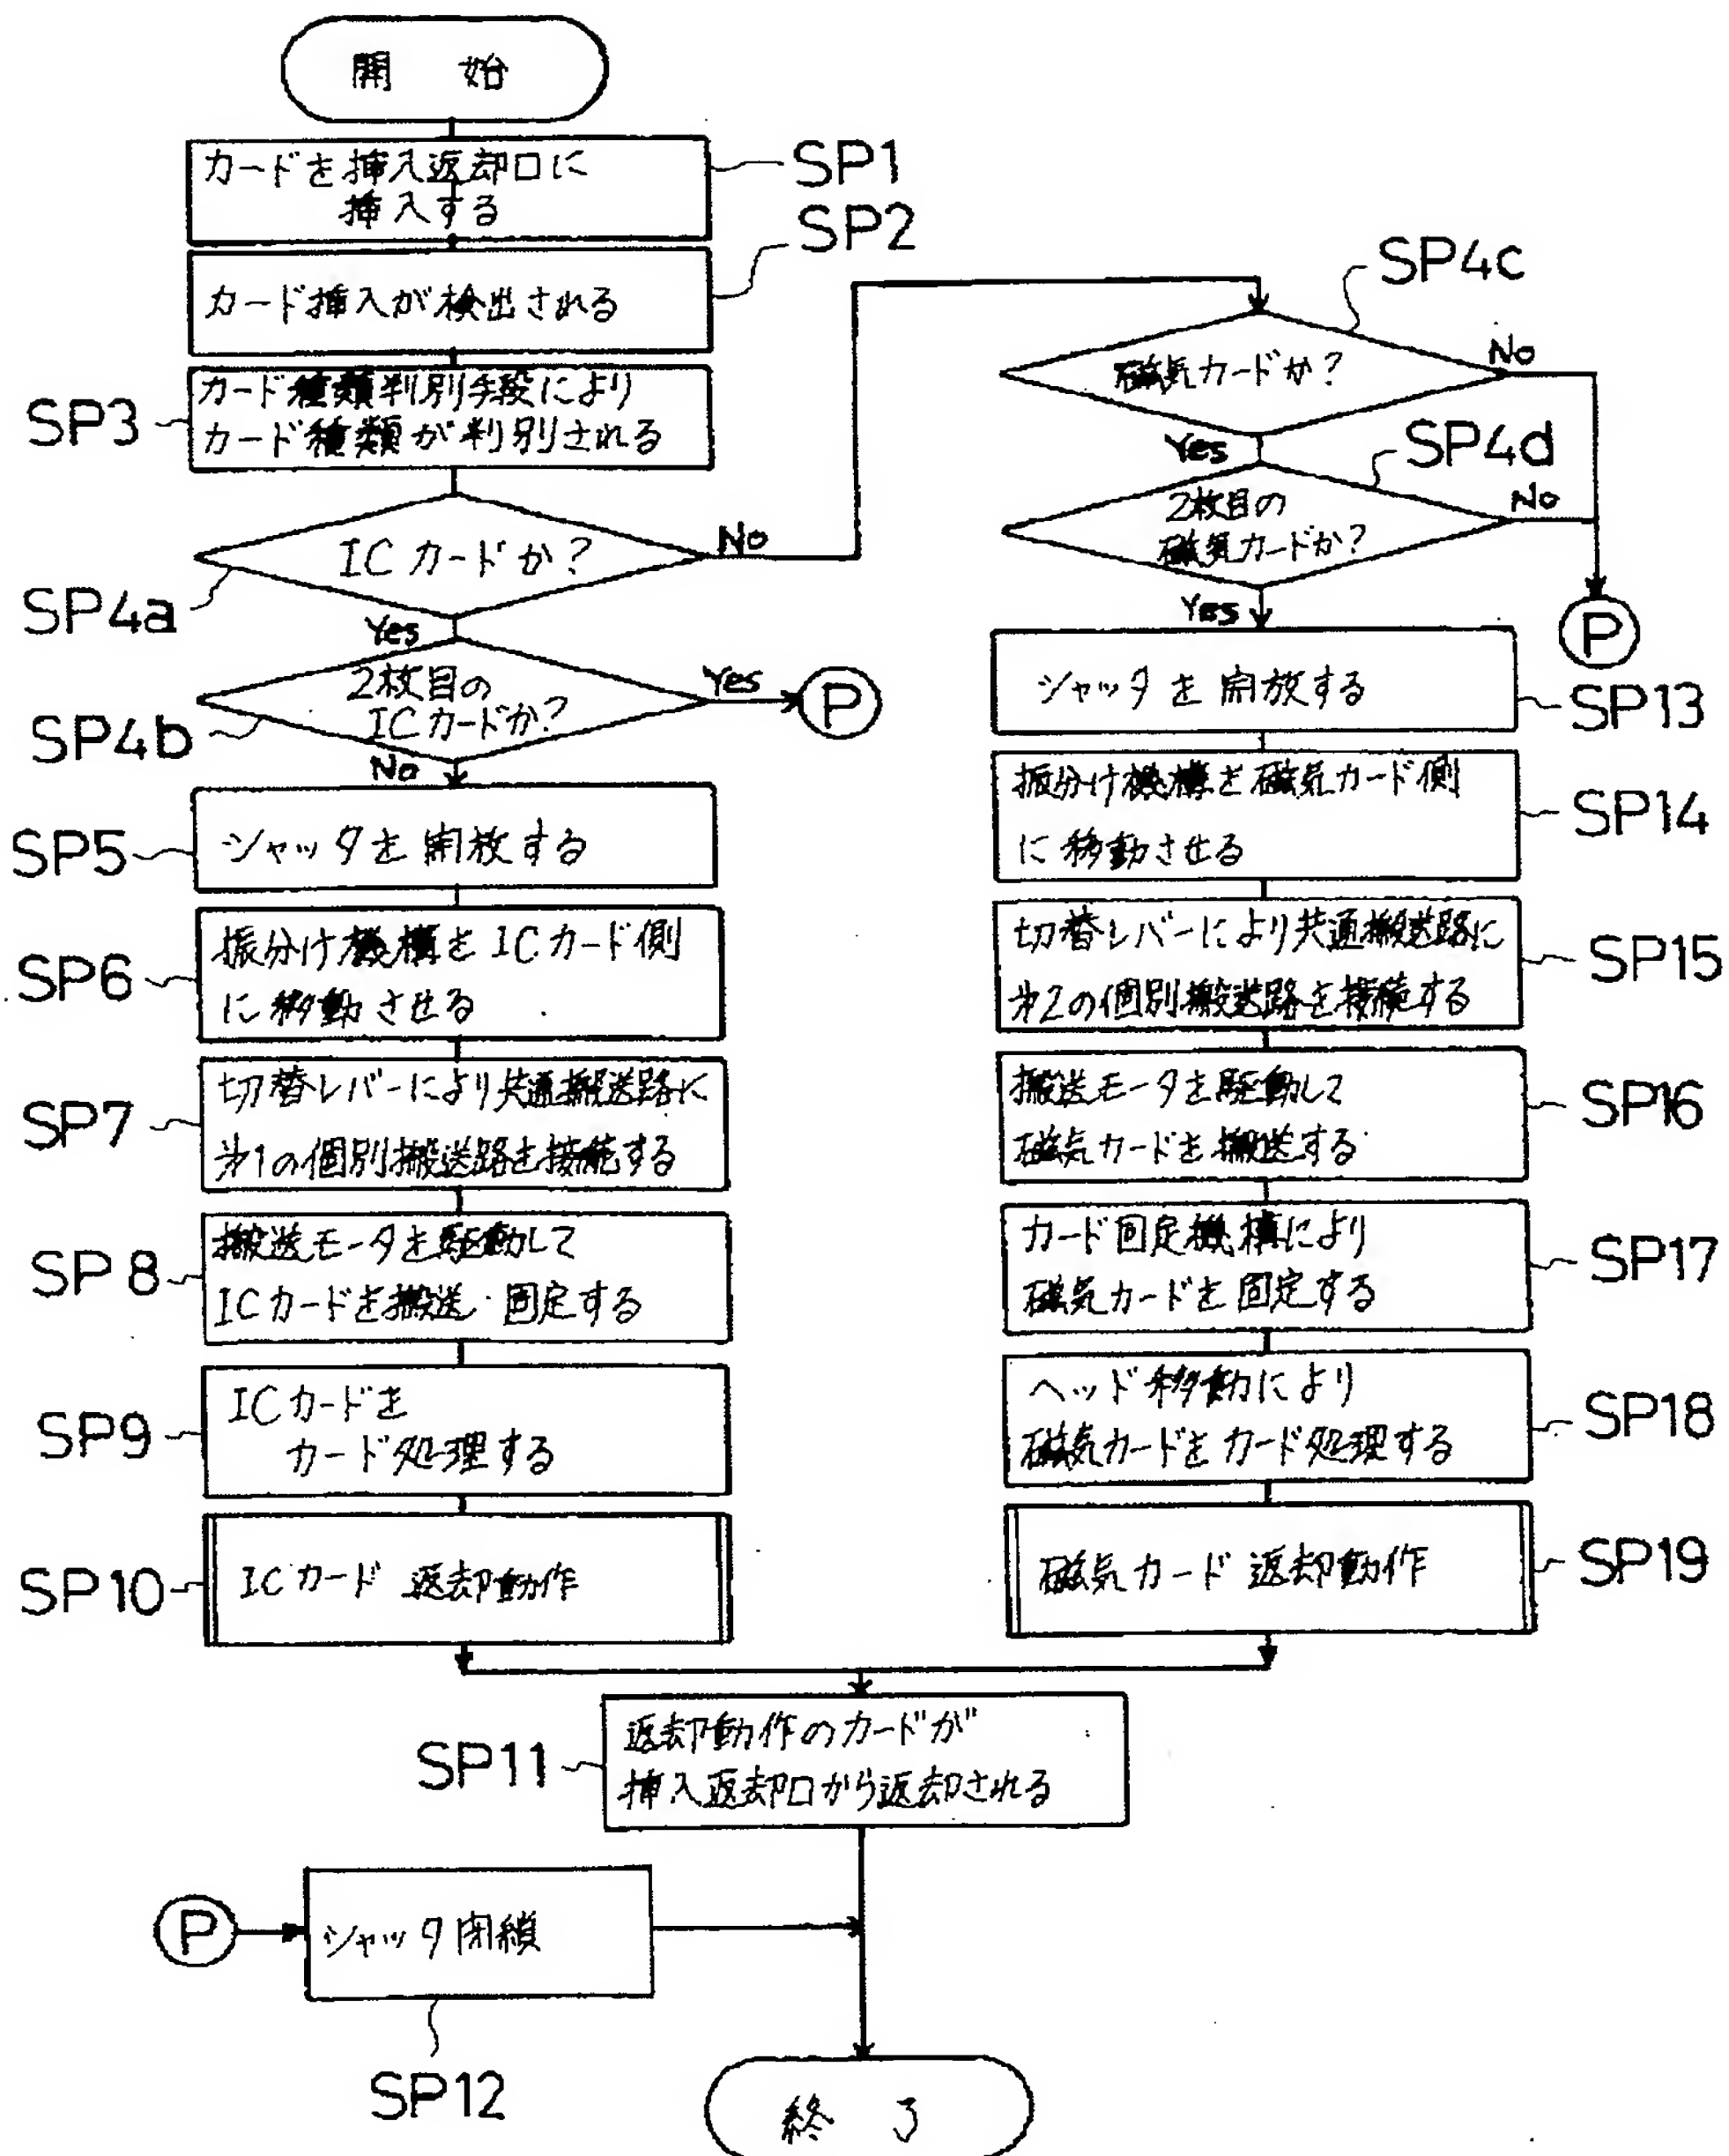 開 始
カードを挿入返却口に
挿入する
SP1
カード挿入が検出される
SP2
カード種類判別手段により
カード種類が判別される
SP3
ICカードか?
SP4a
No
Yes
2枚目の
ICカードか?
SP4b
Yes
P
No
シャッタを開放する
SP5
振分け機構をICカード側
に移動させる
SP6
切替レバーにより共通搬送路に
第1の個別搬送路を接続する
SP7
搬送モータを駆動して
ICカードを搬送・固定する
SP8
ICカードを
カード処理する
SP9
ICカード 返却動作
SP10
磁気カードか?
SP4c
No
Yes
2枚目の
磁気カードか?
SP4d
No
P
Yes
シャッタを開放する
SP13
振分け機構を磁気カード側
に移動させる
SP14
切替レバーにより共通搬送路に
第2の個別搬送路を接続する
SP15
搬送モータを駆動して
磁気カードを搬送する
SP16
カード固定機構により
磁気カードを固定する
SP17
ヘッド移動により
磁気カードをカード処理する
SP18
磁気カード 返却動作
SP19
返却動作のカードが
挿入返却口から返却される
SP11
P
シャッタ閉鎖
SP12
終 了